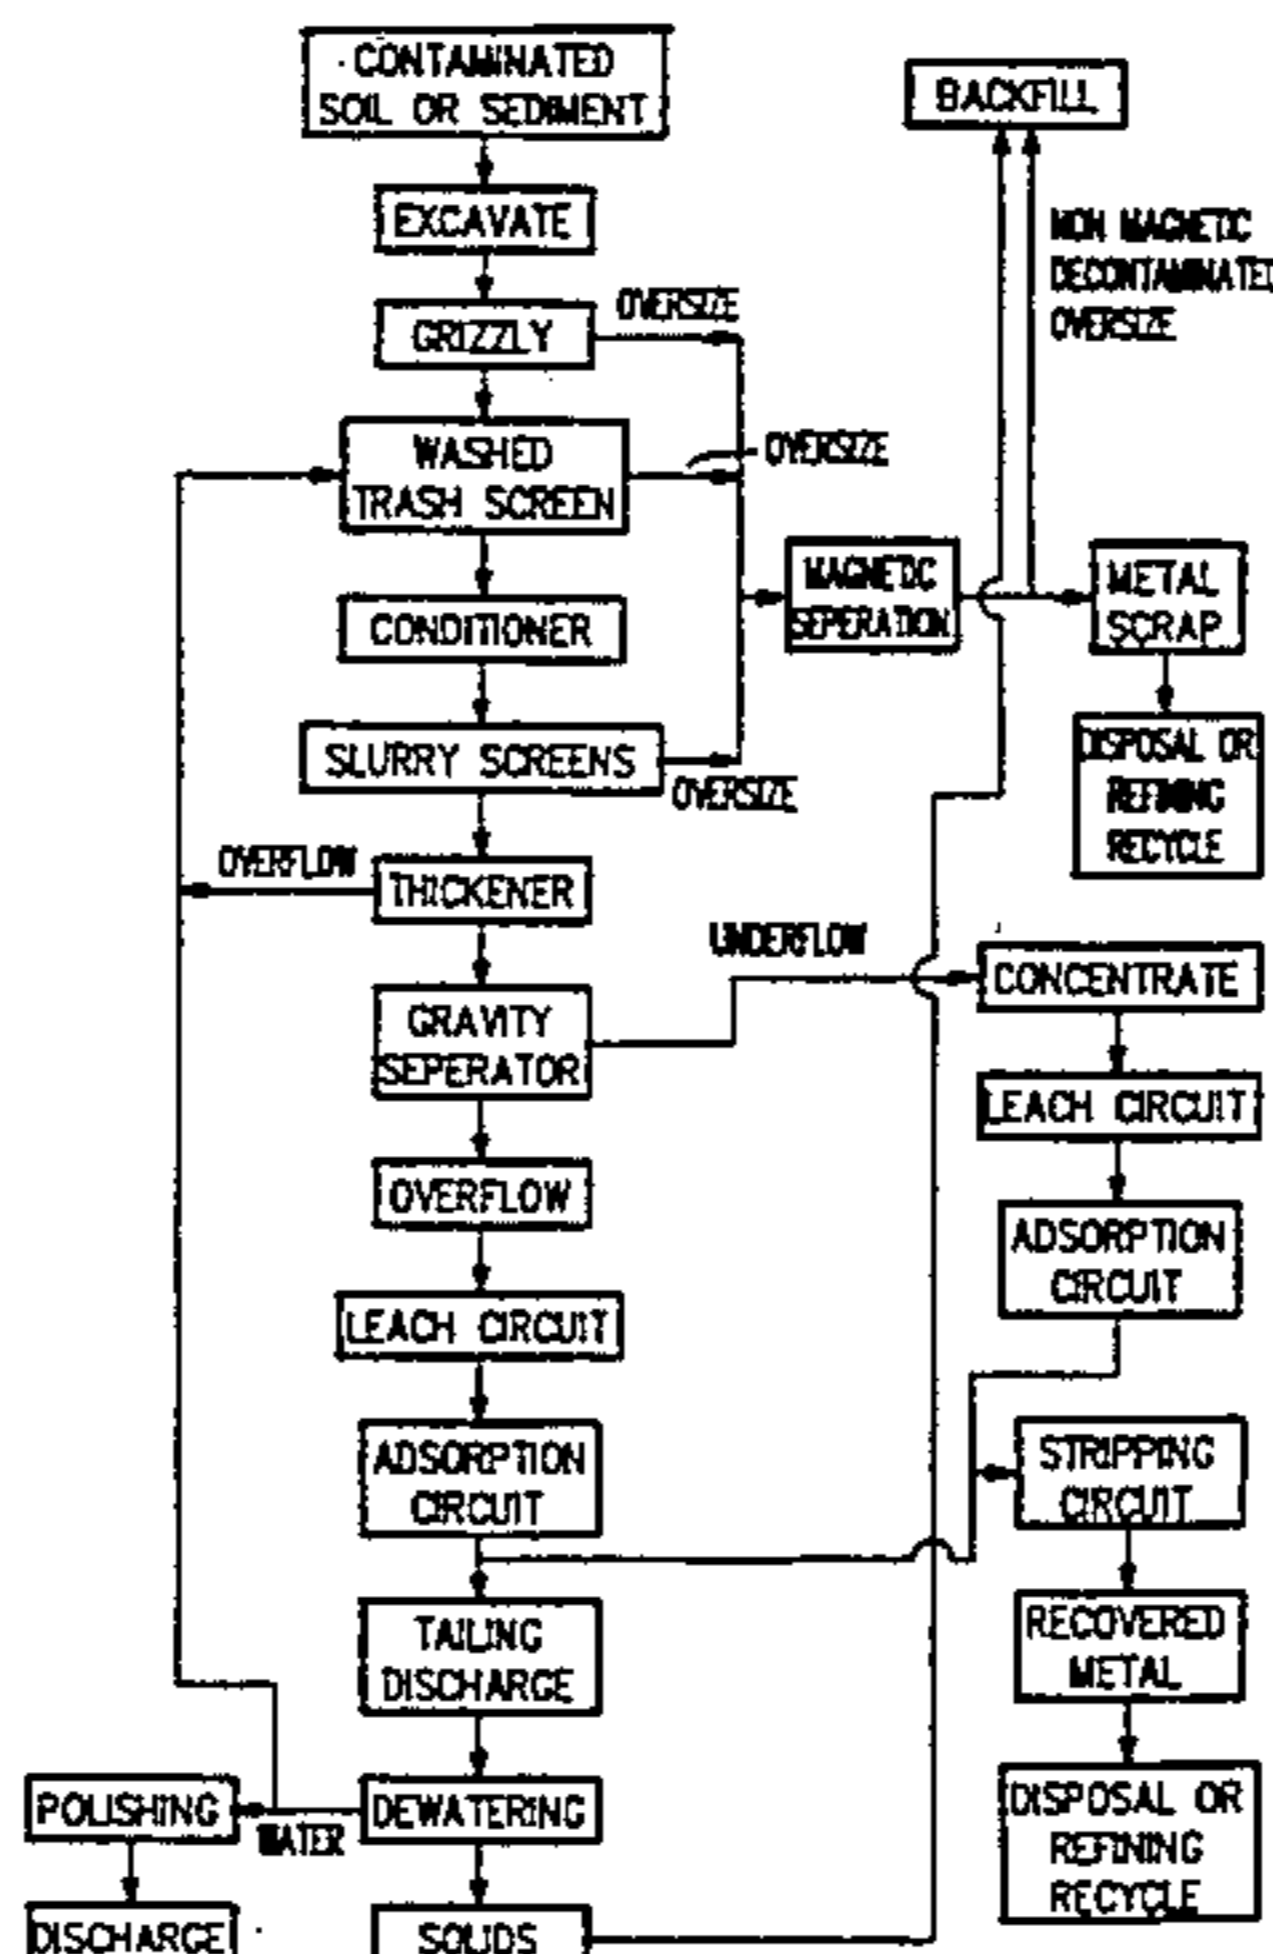 CONTAMINATED
SOIL OR SEDIMENT
BACKFILL
EXCAVATE
NON MAGNETIC
DECONTAMINATED
OVERSIZE
OVERSIZE
GRIZZLY
WASHED
TRASH SCREEN
OVERSIZE
MAGNETIC
SEPERATION
METAL
SCRAP
CONDITIONER
SLURRY SCREENS
OVERSIZE
DISPOSAL OR
REFINING
RECYCLE
OVERFLOW
THICKENER
UNDERFLOW
CONCENTRATE
GRAVITY
SEPERATOR
LEACH CIRCUIT
OVERFLOW
ADSORPTION
CIRCUIT
LEACH CIRCUIT
ADSORPTION
CIRCUIT
STRIPPING
CIRCUIT
TAILING
DISCHARGE
RECOVERED
METAL
POLISHING
WATER
DEWATERING
DISPOSAL OR
REFINING
RECYCLE
DISCHARGE
SOLIDS